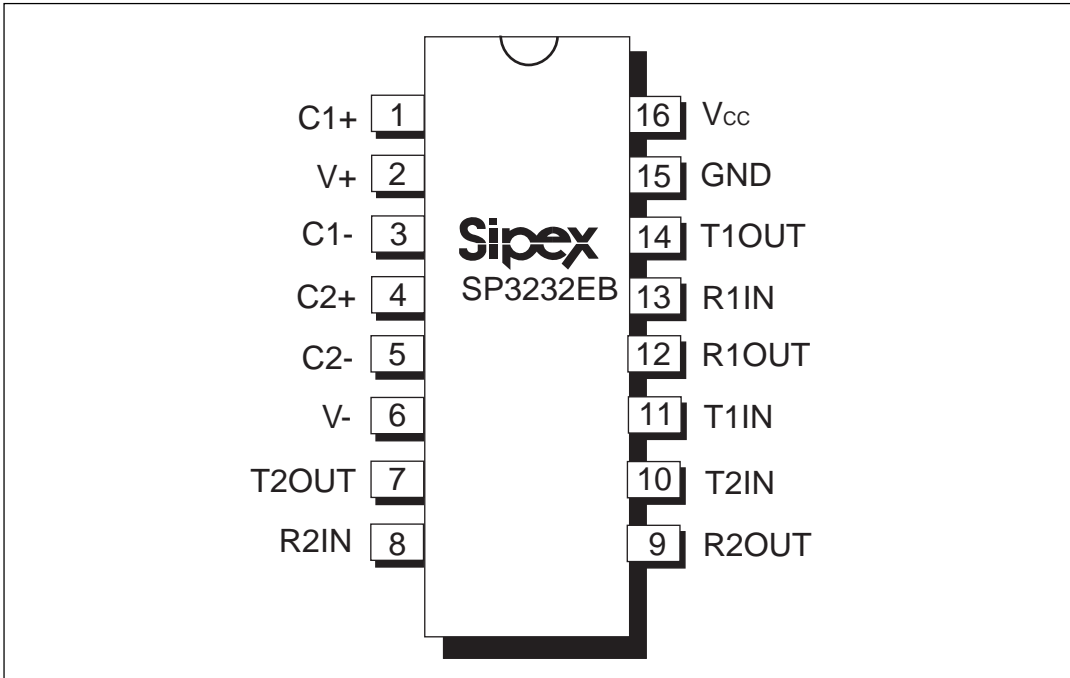 C1+ 1
V+ 2
C1- 3
C2+ 4
C2- 5
V- 6
T2OUT 7
R2IN 8
Sipex
SP3232EB
16 Vcc
15 GND
14 T1OUT
13 R1IN
12 R1OUT
11 T1IN
10 T2IN
9 R2OUT